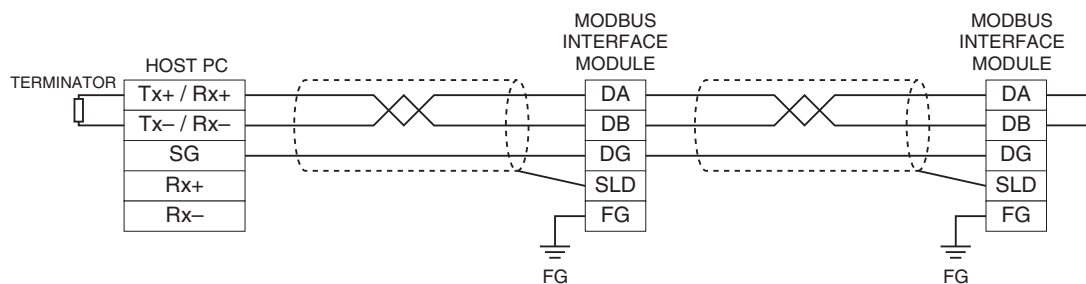 TERMINATOR
HOST PC
Tx+ / Rx+
Tx– / Rx–
SG
Rx+
Rx–
MODBUS
INTERFACE
MODULE
DA
DB
DG
SLD
FG
FG
MODBUS
INTERFACE
MODULE
DA
DB
DG
SLD
FG
FG